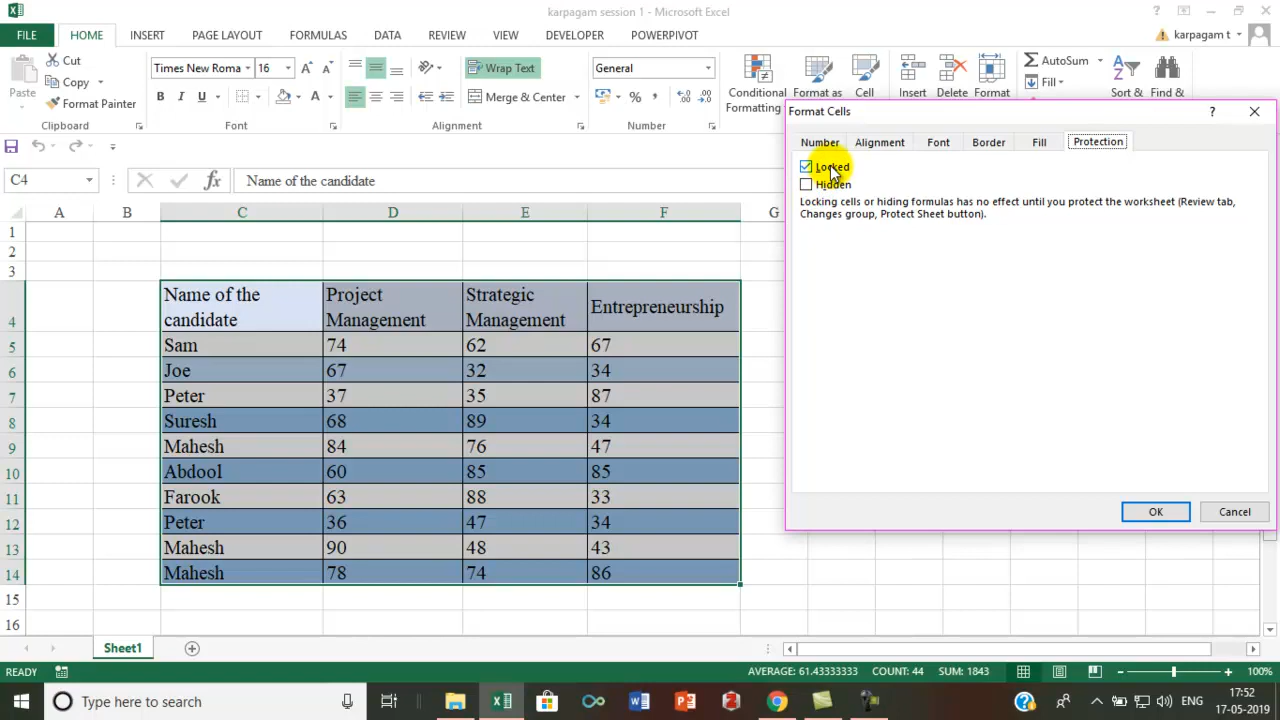 karpagam session 1 - Microsoft Excel
FILE HOME INSERT PAGE LAYOUT FORMULAS DATA REVIEW VIEW DEVELOPER POWERPIVOT karpagam t
Paste
Cut
Copy
Format Painter
Clipboard
Times New Roma 16
B I U
Font
Wrap Text
Merge & Center
Alignment
General
Number
Conditional
Formatting
Format as
Cell
Insert
Delete
Format
AutoSum
Fill
Sort &
Find &
C4 fx Name of the candidate
Format Cells
Number Alignment Font Border Fill Protection
Locked
Hidden
Locking cells or hiding formulas has no effect until you protect the worksheet (Review tab,
Changes group, Protect Sheet button).
OK Cancel
A B C D E F G
1
2
3
4 Name of the candidate Project Management Strategic Management Entrepreneurship
5 Sam 74 62 67
6 Joe 67 32 34
7 Peter 37 35 87
8 Suresh 68 89 34
9 Mahesh 84 76 47
10 Abdool 60 85 85
11 Farook 63 88 33
12 Peter 36 47 34
13 Mahesh 90 48 43
14 Mahesh 78 74 86
15
16
Sheet1
READY AVERAGE: 61.43333333 COUNT: 44 SUM: 1843 100%
Type here to search ENG 17:52
17-05-2019